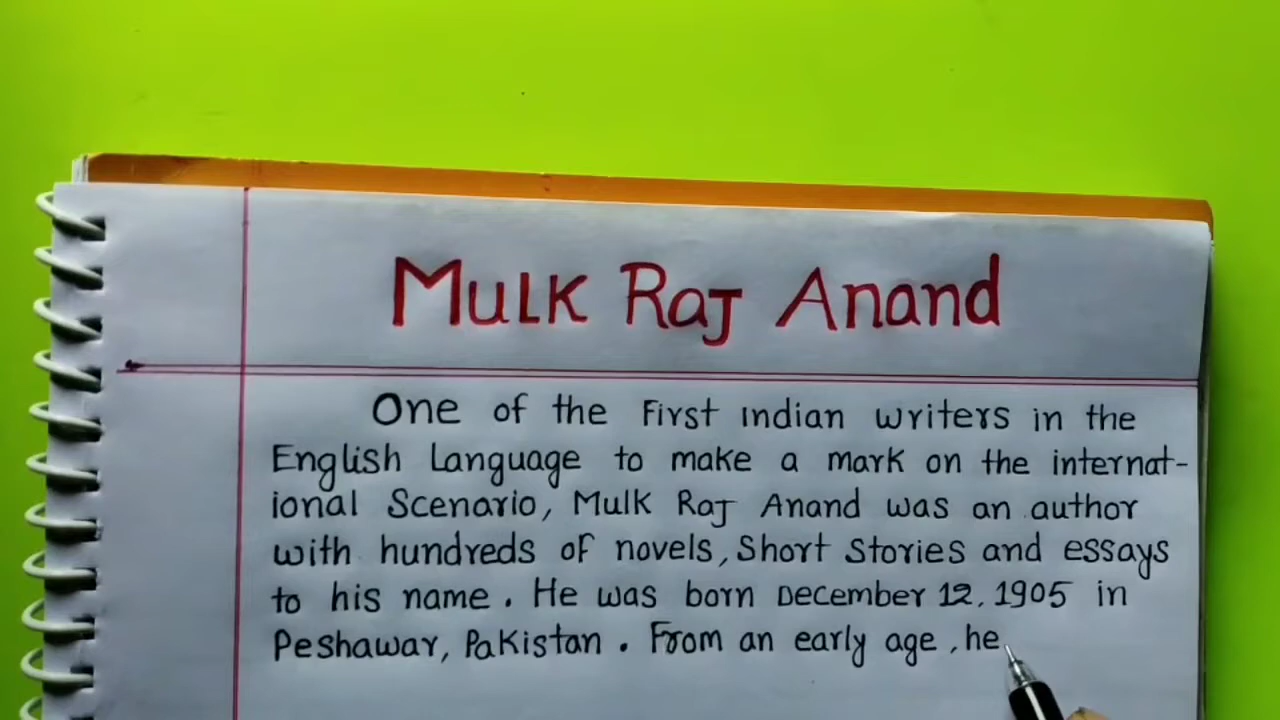 Mulk Raj Anand
One of the First Indian writers in the
English Language to make a mark on the internat-
ional Scenario, Mulk Raj Anand was an author
with hundreds of novels, Short Stories and essays
to his name. He was born December 12, 1905 in
Peshawar, Pakistan. From an early age, he